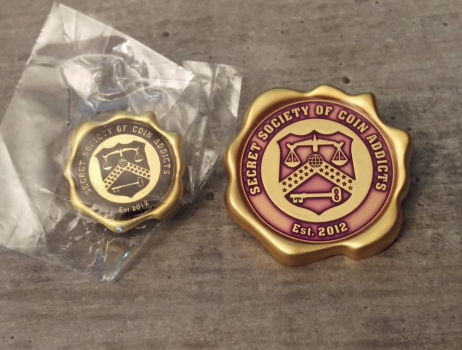 SECRET SOCIETY OF COIN ADDICTS
Est 2012
SECRET SOCIETY OF COIN ADDICTS
Est. 2012